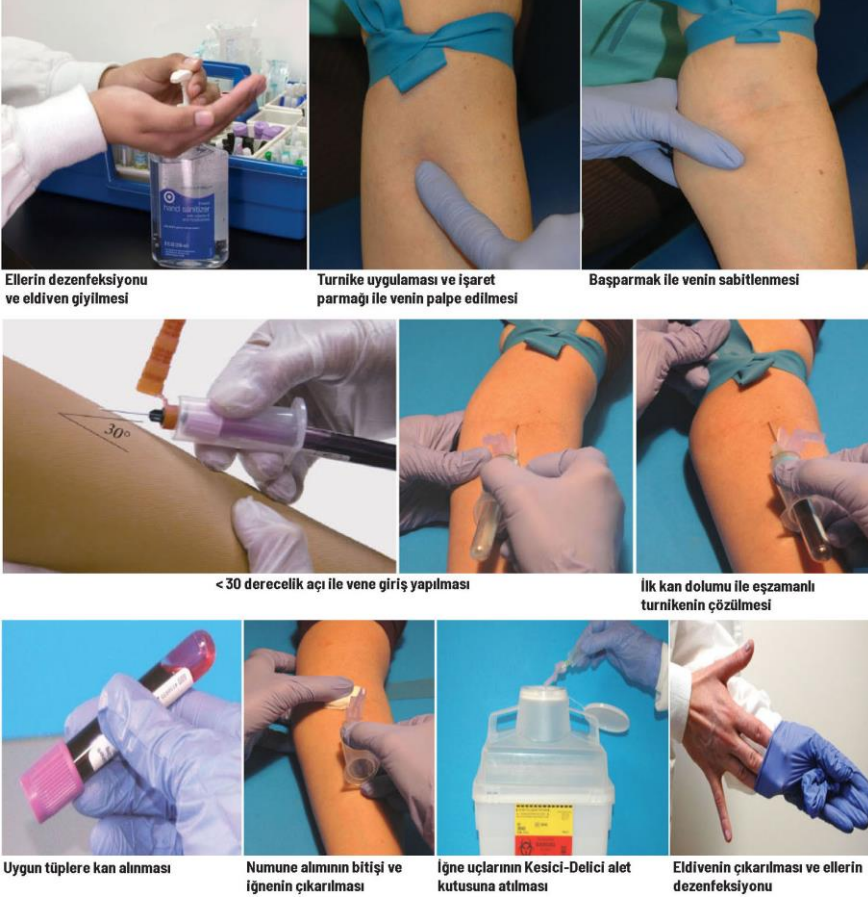 hand sanitizer
Ellerin dezenfeksiyonu
ve eldiven giyilmesi
Turnike uygulaması ve işaret
parmağı ile venin palpe edilmesi
Başparmak ile venin sabitlenmesi
30°
< 30 derecelik açı ile vene giriş yapılması
İlk kan dolumu ile eşzamanlı
turnikenin çözülmesi
Uygun tüplere kan alınması
Numune alımının bitişi ve
iğnenin çıkarılması
İğne uçlarının Kesici-Delici alet
kutusuna atılması
Eldivenin çıkarılması ve ellerin
dezenfeksiyonu